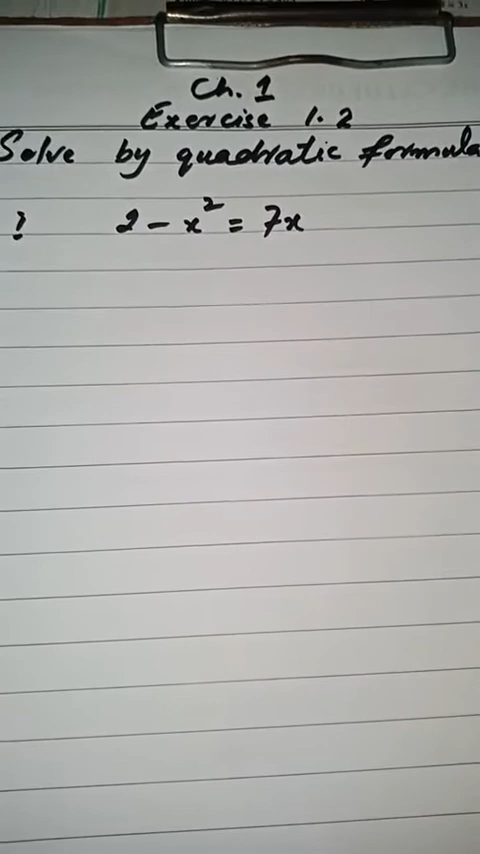 Ch. 1
Exercise 1.2
Solve by quadratic formula
! 2 - x² = 7x